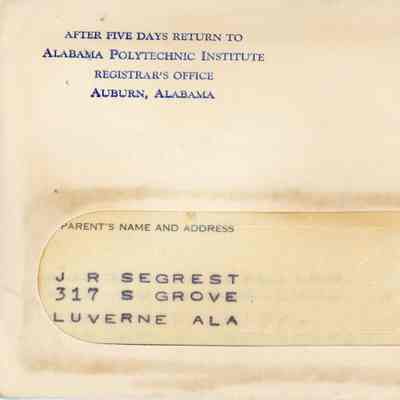 AFTER FIVE DAYS RETURN TO
ALABAMA POLYTECHNIC INSTITUTE
REGISTRAR'S OFFICE
AUBURN, ALABAMA
PARENT'S NAME AND ADDRESS
J R SEGREST
317 S GROVE
LUVERNE ALA